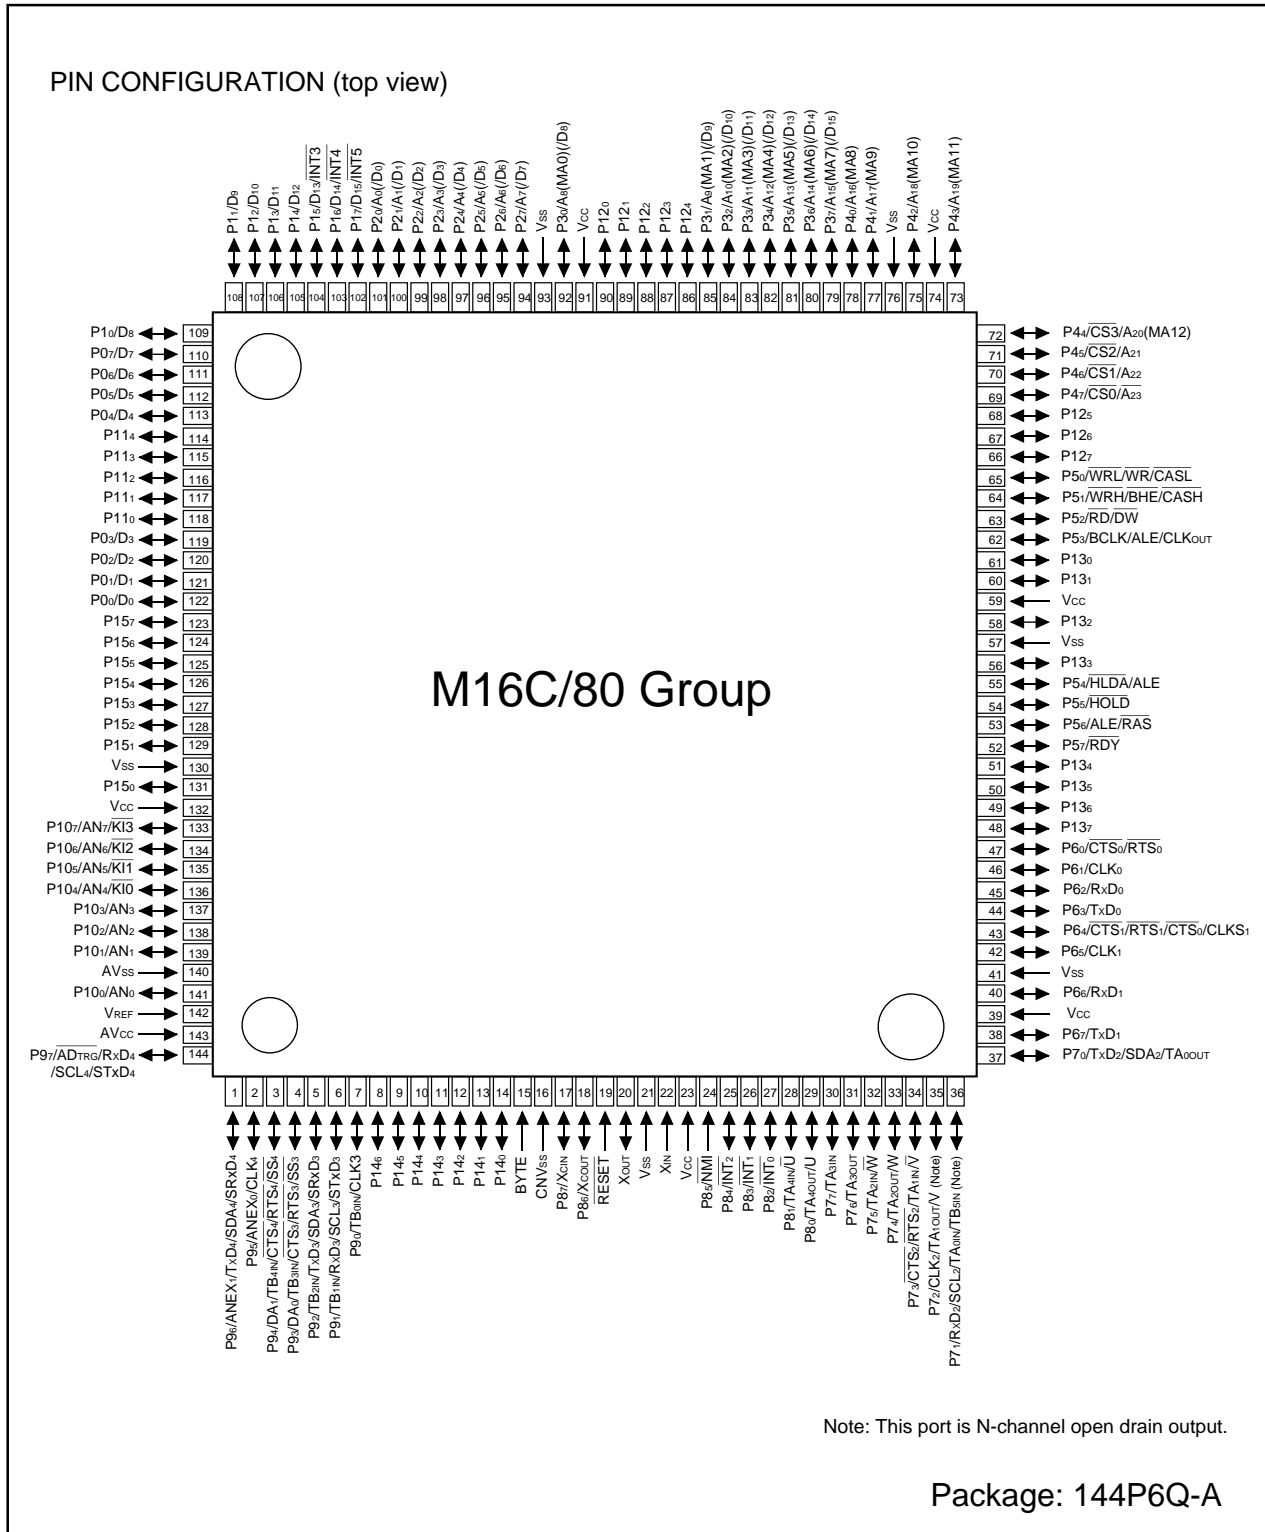 PIN CONFIGURATION (top view)
P11/D9
P12/D10
P13/D11
P14/D12
P15/D13/INT3
P16/D14/INT4
P17/D15/INT5
P20/A0(/D0)
P21/A1(/D1)
P22/A2(/D2)
P23/A3(/D3)
P24/A4(/D4)
P25/A5(/D5)
P26/A6(/D6)
P27/A7(/D7)
VSS
P30/A8(MA0)(/D8)
VCC
P120
P121
P122
P123
P124
P31/A9(MA1)(/D9)
P32/A10(MA2)(/D10)
P33/A11(MA3)(/D11)
P34/A12(MA4)(/D12)
P35/A13(MA5)(/D13)
P36/A14(MA6)(/D14)
P37/A15(MA7)(/D15)
P40/A16(MA8)
P41/A17(MA9)
VSS
P42/A18(MA10)
VCC
P43/A19(MA11)
108 107 106 105 104 103 102 101 100 99 98 97 96 95 94 93 92 91 90 89 88 87 86 85 84 83 82 81 80 79 78 77 76 75 74 73
P10/D8 109
P07/D7 110
P06/D6 111
P05/D5 112
P04/D4 113
P114 114
P113 115
P112 116
P111 117
P110 118
P03/D3 119
P02/D2 120
P01/D1 121
P00/D0 122
P157 123
P156 124
P155 125
P154 126
P153 127
P152 128
P151 129
VSS 130
P150 131
VCC 132
P107/AN7/KI3 133
P106/AN6/KI2 134
P105/AN5/KI1 135
P104/AN4/KI0 136
P103/AN3 137
P102/AN2 138
P101/AN1 139
AVSS 140
P100/AN0 141
VREF 142
AVCC 143
P97/ADTRG/RxD4 144
/SCL4/STxD4
M16C/80 Group
72 P44/CS3/A20(MA12)
71 P45/CS2/A21
70 P46/CS1/A22
69 P47/CS0/A23
68 P125
67 P126
66 P127
65 P50/WRL/WR/CASL
64 P51/WRH/BHE/CASH
63 P52/RD/DW
62 P53/BCLK/ALE/CLKOUT
61 P130
60 P131
59 VCC
58 P132
57 VSS
56 P133
55 P54/HLDA/ALE
54 P55/HOLD
53 P56/ALE/RAS
52 P57/RDY
51 P134
50 P135
49 P136
48 P137
47 P60/CTS0/RTS0
46 P61/CLK0
45 P62/RxD0
44 P63/TxD0
43 P64/CTS1/RTS1/CTS0/CLKS1
42 P65/CLK1
41 VSS
40 P66/RxD1
39 VCC
38 P67/TxD1
37 P70/TxD2/SDA2/TA0OUT
1 2 3 4 5 6 7 8 9 10 11 12 13 14 15 16 17 18 19 20 21 22 23 24 25 26 27 28 29 30 31 32 33 34 35 36
P96/ANEX1/TxD4/SDA4/SRxD4
P95/ANEX0/CLK4
P94/DA1/TB4IN/CTS4/RTS4/SS4
P93/DA0/TB3IN/CTS3/RTS3/SS3
P92/TB2IN/TxD3/SDA3/SRxD3
P91/TB1IN/RxD3/SCL3/STxD3
P90/TB0IN/CLK3
P146
P145
P144
P143
P142
P141
P140
BYTE
CNVSS
P87/XCIN
P86/XCOUT
RESET
XOUT
VSS
XIN
VCC
P85/NMI
P84/INT2
P83/INT1
P82/INT0
P81/TA4IN/U
P80/TA4OUT/U
P77/TA3IN
P76/TA3OUT
P75/TA2IN/W
P74/TA2OUT/W
P73/CTS2/RTS2/TA1IN/V
P72/CLK2/TA1OUT/V (Note)
P71/RxD2/SCL2/TA0IN/TB5IN (Note)
Note: This port is N-channel open drain output.
Package: 144P6Q-A